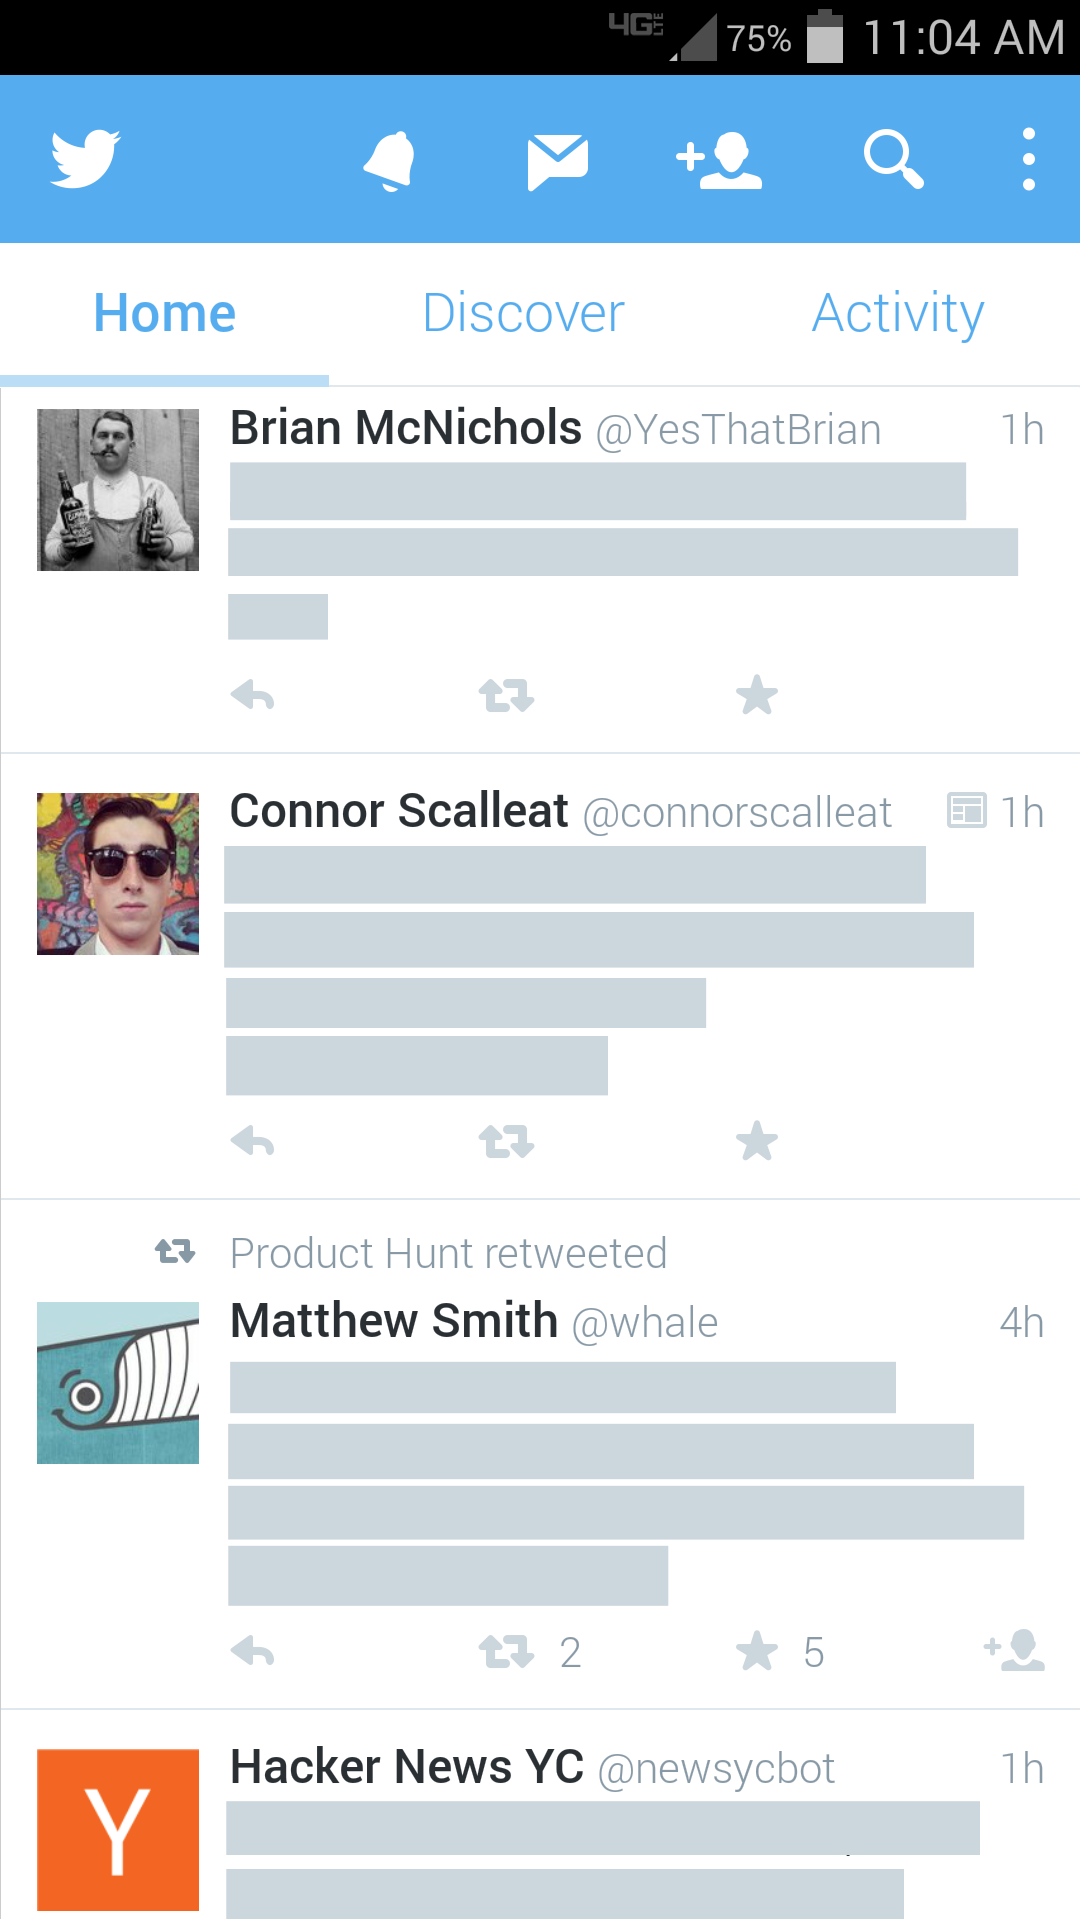 4G LTE 75% 11:04 AM
Home Discover Activity
Brian McNichols @YesThatBrian 1h
Connor Scalleat @connorscalleat 1h
Product Hunt retweeted
Matthew Smith @whale 4h
2 5
Hacker News YC @newsycbot 1h
Y